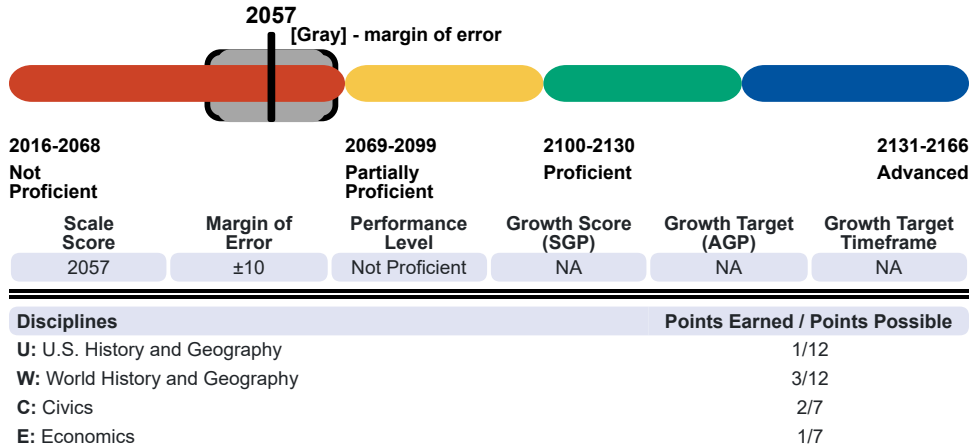 2057
[Gray] - margin of error
2016-2068 2069-2099 2100-2130 2131-2166
Not Partially Proficient Advanced
Proficient Proficient
Scale Margin of Performance Growth Score Growth Target Growth Target
Score Error Level (SGP) (AGP) Timeframe
2057 ±10 Not Proficient NA NA NA
Disciplines Points Earned / Points Possible
U: U.S. History and Geography 1/12
W: World History and Geography 3/12
C: Civics 2/7
E: Economics 1/7